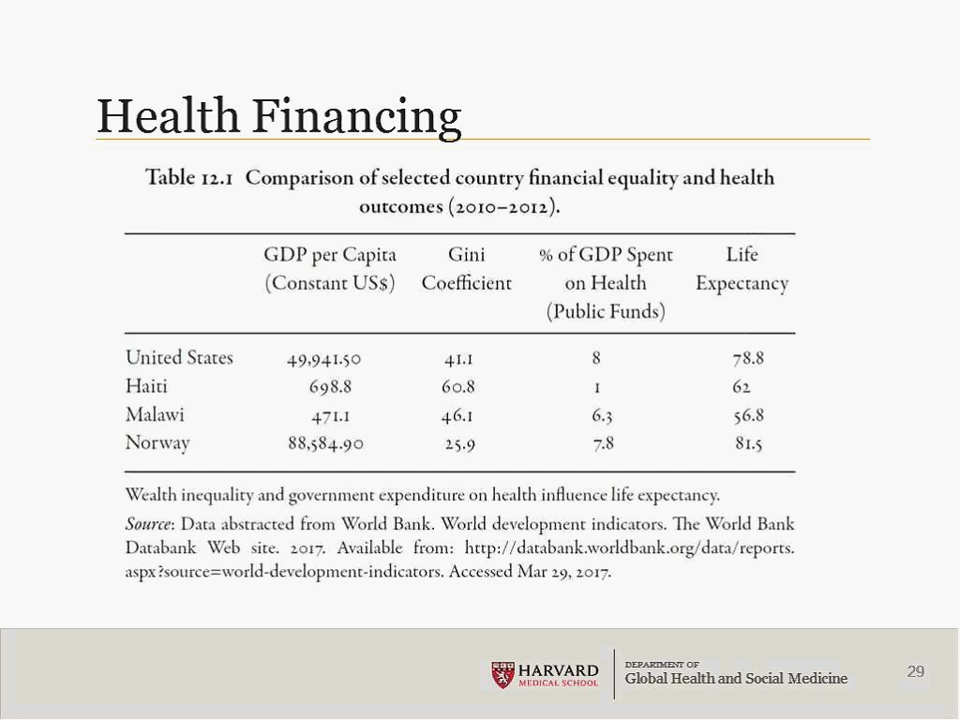 Health Financing
Table 12.1 Comparison of selected country financial equality and health
outcomes (2010–2012).
GDP per Capita Gini % of GDP Spent Life
(Constant US$) Coefficient on Health Expectancy
(Public Funds)
United States 49,941.50 41.1 8 78.8
Haiti 698.8 60.8 1 62
Malawi 471.1 46.1 6.3 56.8
Norway 88,584.90 25.9 7.8 81.5
Wealth inequality and government expenditure on health influence life expectancy.
Source: Data abstracted from World Bank. World development indicators. The World Bank
Databank Web site. 2017. Available from: http://databank.worldbank.org/data/reports.
aspx?source=world-development-indicators. Accessed Mar 29, 2017.
HARVARD
MEDICAL SCHOOL
DEPARTMENT OF
Global Health and Social Medicine
29